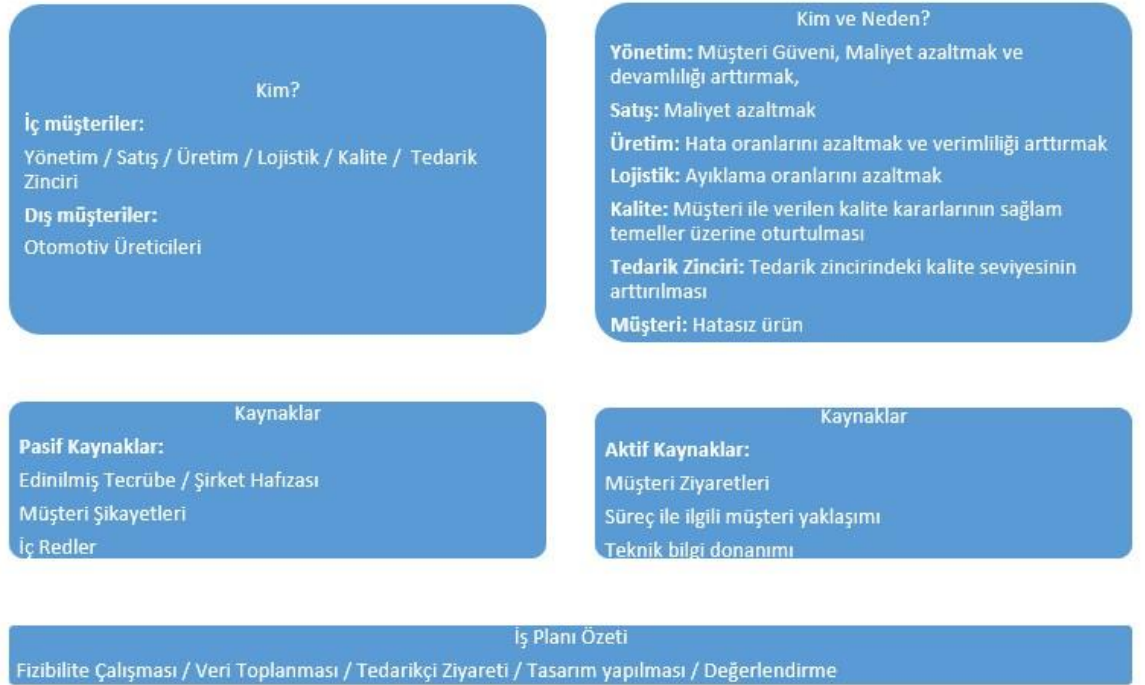 Kim?
İç müşteriler:
Yönetim / Satış / Üretim / Lojistik / Kalite / Tedarik
Zinciri
Dış müşteriler:
Otomotiv Üreticileri
Kim ve Neden?
Yönetim: Müşteri Güveni, Maliyet azaltmak ve
devamlılığı arttırmak,
Satış: Maliyet azaltmak
Üretim: Hata oranlarını azaltmak ve verimliliği arttırmak
Lojistik: Ayıklama oranlarını azaltmak
Kalite: Müşteri ile verilen kalite kararlarının sağlam
temeller üzerine oturtulması
Tedarik Zinciri: Tedarik zincirindeki kalite seviyesinin
arttırılması
Müşteri: Hatasız ürün
Kaynaklar
Pasif Kaynaklar:
Edinilmiş Tecrübe / Şirket Hafızası
Müşteri Şikayetleri
İç Redler
Kaynaklar
Aktif Kaynaklar:
Müşteri Ziyaretleri
Süreç ile ilgili müşteri yaklaşımı
Teknik bilgi donanımı
İş Planı Özeti
Fizibilite Çalışması / Veri Toplanması / Tedarikçi Ziyareti / Tasarım yapılması / Değerlendirme